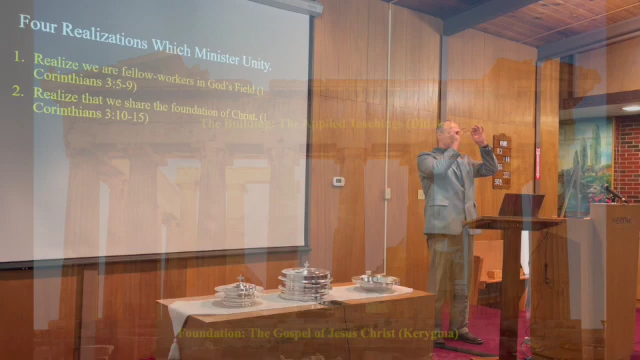 Four Realizations Which Minister Unity.
1. Realize we are fellow-workers in God's Field (1
Corinthians 3:5-9)
2. Realize that we share the foundation of Christ. (1
Corinthians 3:10-15)
The Building: The Applied Teachings
Foundation: The Gospel of Jesus Christ (Kerygma)